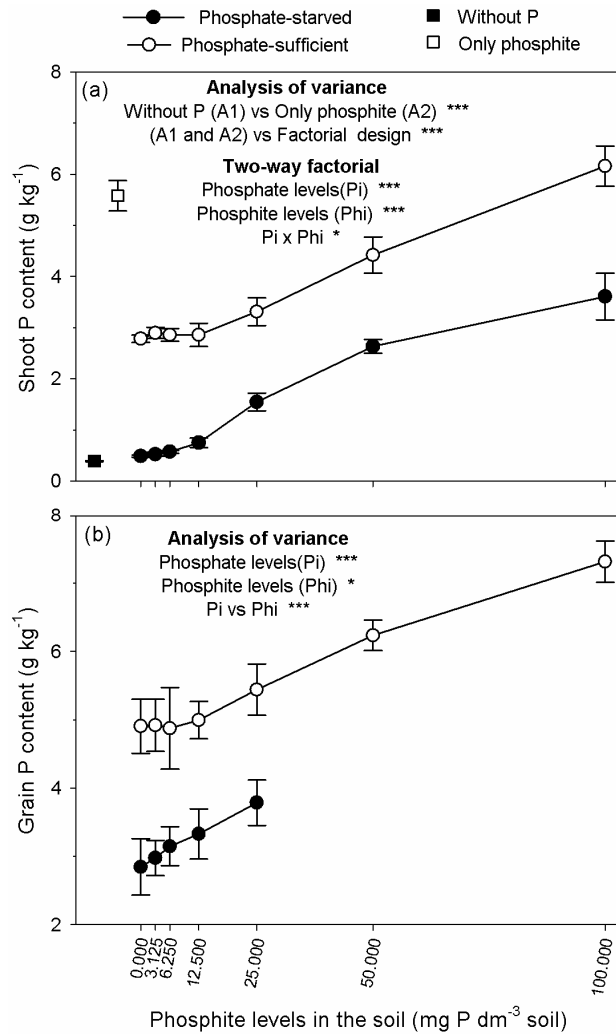 Phosphate-starved
Without P
Phosphate-sufficient
Only phosphite
8
(a)
Analysis of variance
Without P (A1) vs Only phosphite (A2) ***
(A1 and A2) vs Factorial design ***
Two-way factorial
Phosphate levels(Pi) ***
Phosphite levels (Phi) ***
Pi x Phi *
6
4
2
0
Shoot P content (g kg-1)
(b)
Analysis of variance
Phosphate levels(Pi) ***
Phosphite levels (Phi) *
Pi vs Phi ***
8
6
4
2
Grain P content (g kg-1)
0.000
3.125
6.250
12.500
25.000
50.000
100.000
Phosphite levels in the soil (mg P dm-3 soil)